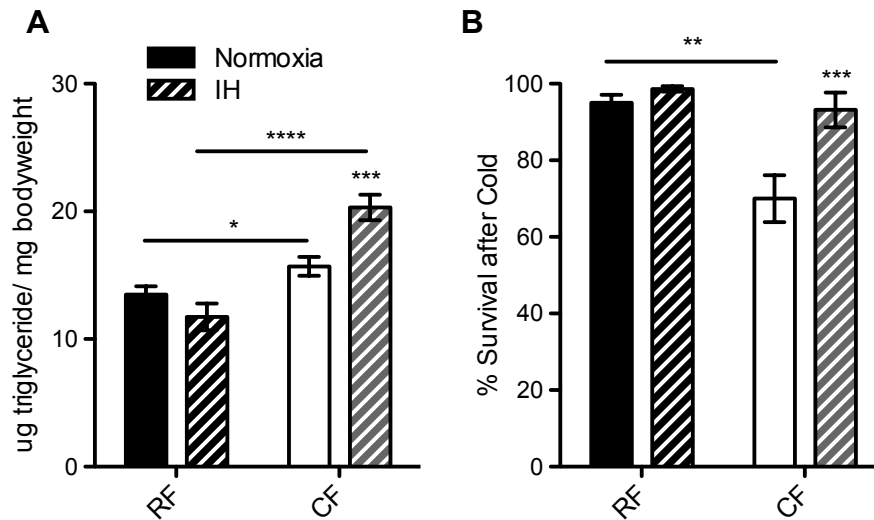 A
Normoxia
IH
ug triglyceride/ mg bodyweight
30
20
10
0
****
***
*
RF
CF
B
% Survival after Cold
100
80
60
40
20
0
**
***
RF
CF